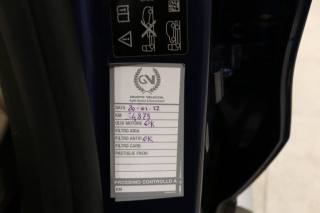 GV
DATA 20-01-12
KM 34878
OLIO MOTORE OK
FILTRO ARIA
FILTRO ANTIP. OK
FILTRO CARB.
PASTIGLIE FRENI
PROSSIMO CONTROLLO A
KM